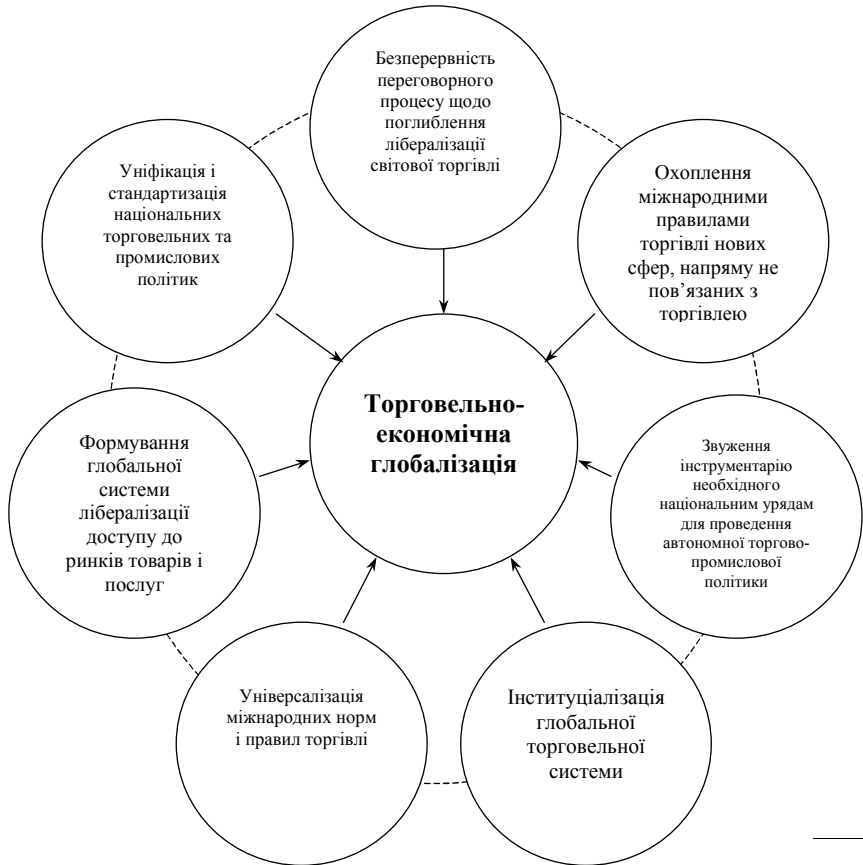 Безперервність
переговорного
процесу щодо
поглиблення
лібералізації
світової торгівлі
Охоплення
міжнародними
правилами
торгівлі нових
сфер, напряму не
пов’язаних з
торгівлею
Звуження
інструментарію
необхідного
національним урядам
для проведення
автономної торгово-
промислової
політики
Інституціалізація
глобальної
торговельної
системи
Універсалізація
міжнародних норм
і правил торгівлі
Формування
глобальної
системи
лібералізації
доступу до
ринків товарів і
послуг
Уніфікація і
стандартизація
національних
торговельних та
промислових
політик
Торговельно-
економічна
глобалізація